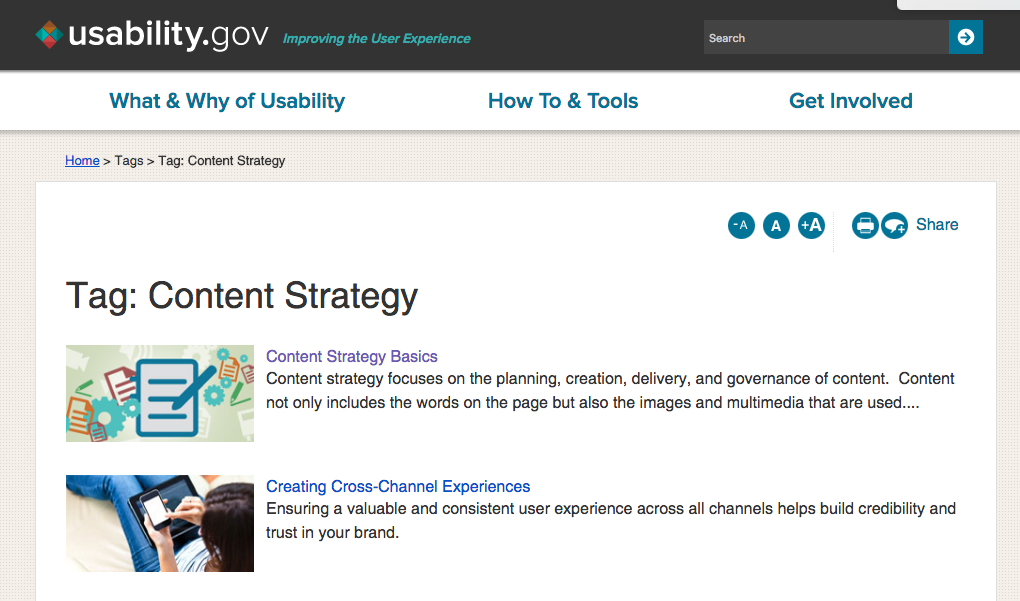 usability.gov Improving the User Experience
Search
What & Why of Usability How To & Tools Get Involved
Home > Tags > Tag: Content Strategy
-A A +A Share
Tag: Content Strategy
Content Strategy Basics
Content strategy focuses on the planning, creation, delivery, and governance of content.  Content
not only includes the words on the page but also the images and multimedia that are used....
Creating Cross-Channel Experiences
Ensuring a valuable and consistent user experience across all channels helps build credibility and
trust in your brand.